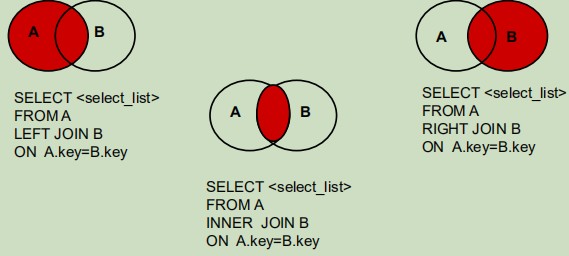 A B
SELECT <select_list>
FROM A
LEFT JOIN B
ON A.key=B.key
A B
SELECT <select_list>
FROM A
INNER JOIN B
ON A.key=B.key
A B
SELECT <select_list>
FROM A
RIGHT JOIN B
ON A.key=B.key